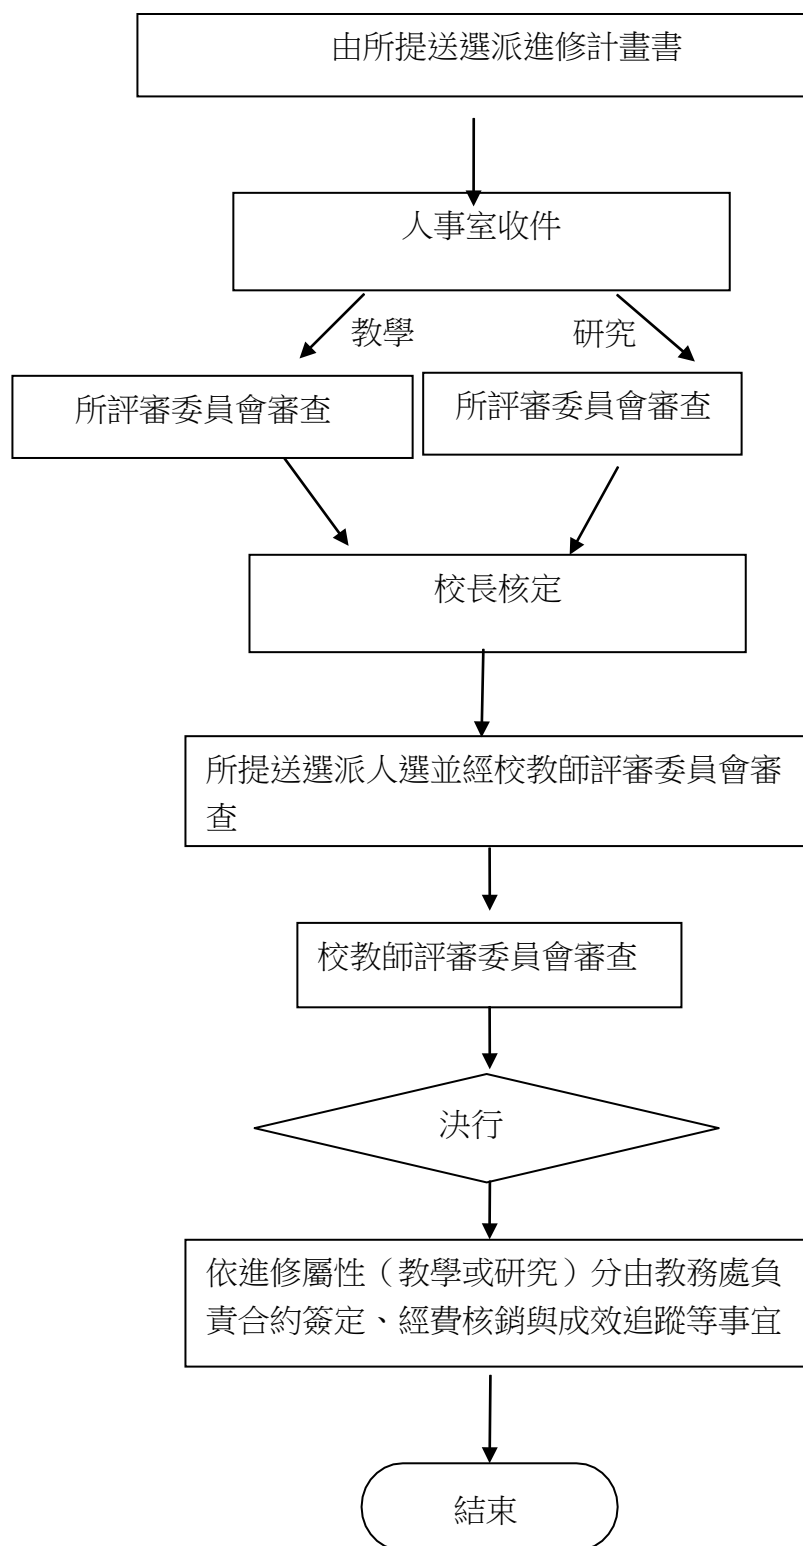 由所提送選派進修計畫書
人事室收件
教學
研究
所評審委員會審查
所評審委員會審查
校長核定
所提送選派人選並經校教師評審委員會審
查
校教師評審委員會審查
決行
依進修屬性（教學或研究）分由教務處負
責合約簽定、經費核銷與成效追蹤等事宜
結束